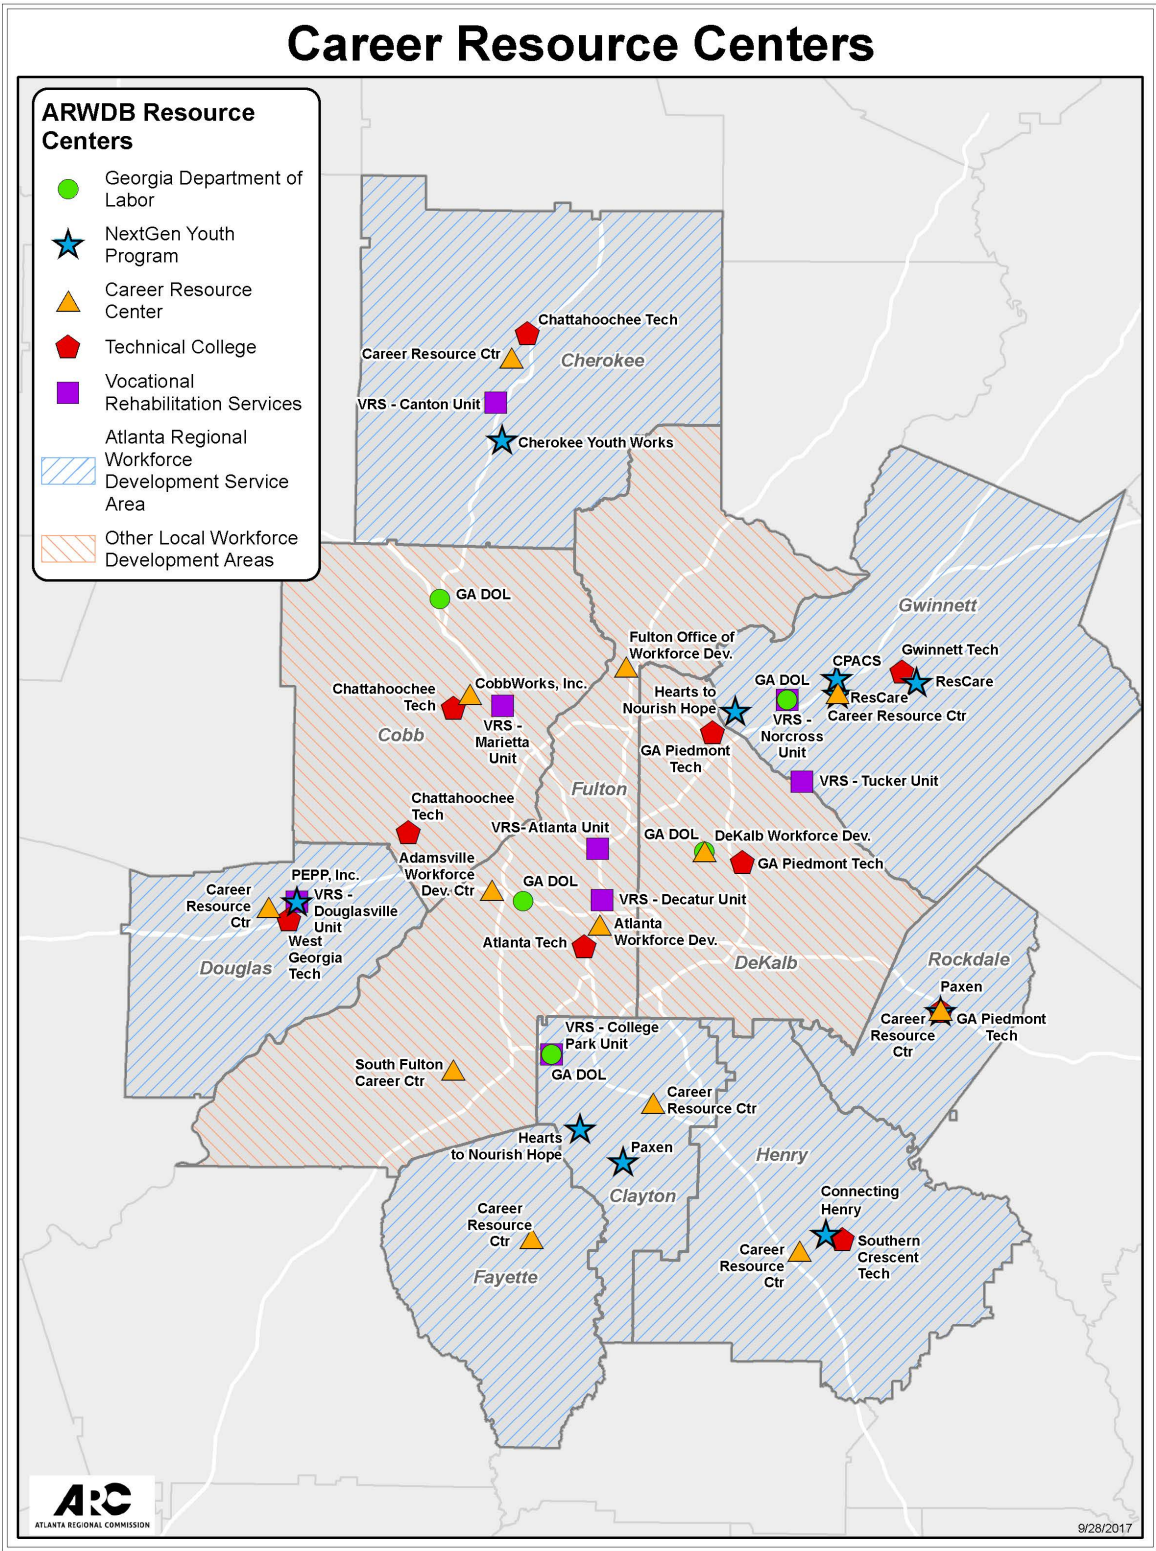 Career Resource Centers
ARWDB Resource
Centers
Georgia Department of
Labor
NextGen Youth
Program
Career Resource
Center
Technical College
Vocational
Rehabilitation Services
Atlanta Regional
Workforce
Development Service
Area
Other Local Workforce
Development Areas
Chattahoochee Tech
Career Resource Ctr
Cherokee
VRS - Canton Unit
Cherokee Youth Works
GA DOL
Gwinnett
Fulton Office of
Workforce Dev.
CPACS
Gwinnett Tech
ResCare
GA DOL
ResCare
Career Resource Ctr
VRS -
Norcross
Unit
Hearts to
Nourish Hope
GA Piedmont
Tech
CobbWorks, Inc.
Chattahoochee
Tech
VRS -
Marietta
Unit
Cobb
Fulton
VRS - Tucker Unit
Chattahoochee
Tech
VRS- Atlanta Unit
GA DOL
DeKalb Workforce Dev.
GA Piedmont Tech
Adamsville
Workforce
Dev. Ctr
GA DOL
VRS - Decatur Unit
Atlanta
Workforce Dev.
Atlanta Tech
DeKalb
PEPP, Inc.
Career
Resource
Ctr
VRS -
Douglasville
Unit
West
Georgia
Tech
Douglas
Rockdale
Paxen
Career
Resource
Ctr
GA Piedmont
Tech
VRS - College
Park Unit
GA DOL
South Fulton
Career Ctr
Career
Resource Ctr
Hearts
to Nourish Hope
Paxen
Clayton
Henry
Connecting
Henry
Southern
Crescent
Tech
Career
Resource
Ctr
Career
Resource
Ctr
Fayette
ARC
ATLANTA REGIONAL COMMISSION
9/28/2017